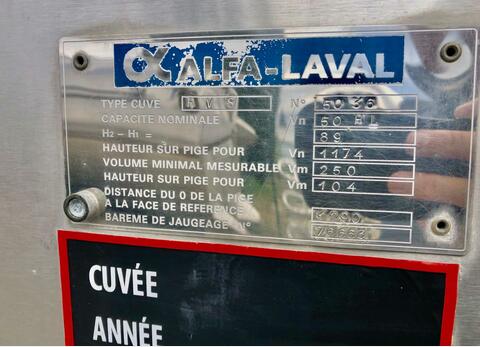 ALFA-LAVAL
TYPE CUVE RVS N° 5036
CAPACITE NOMINALE Vn 50 HL
H2 - H1 = 89
HAUTEUR SUR PIGE POUR Vn 1174
VOLUME MINIMAL MESURABLE Vm 250
HAUTEUR SUR PIGE POUR Vm 104
DISTANCE DU 0 DE LA PIGE
A LA FACE DE REFERENCE
BAREME DE JAUGEAGE N°
CUVÉE
ANNÉE